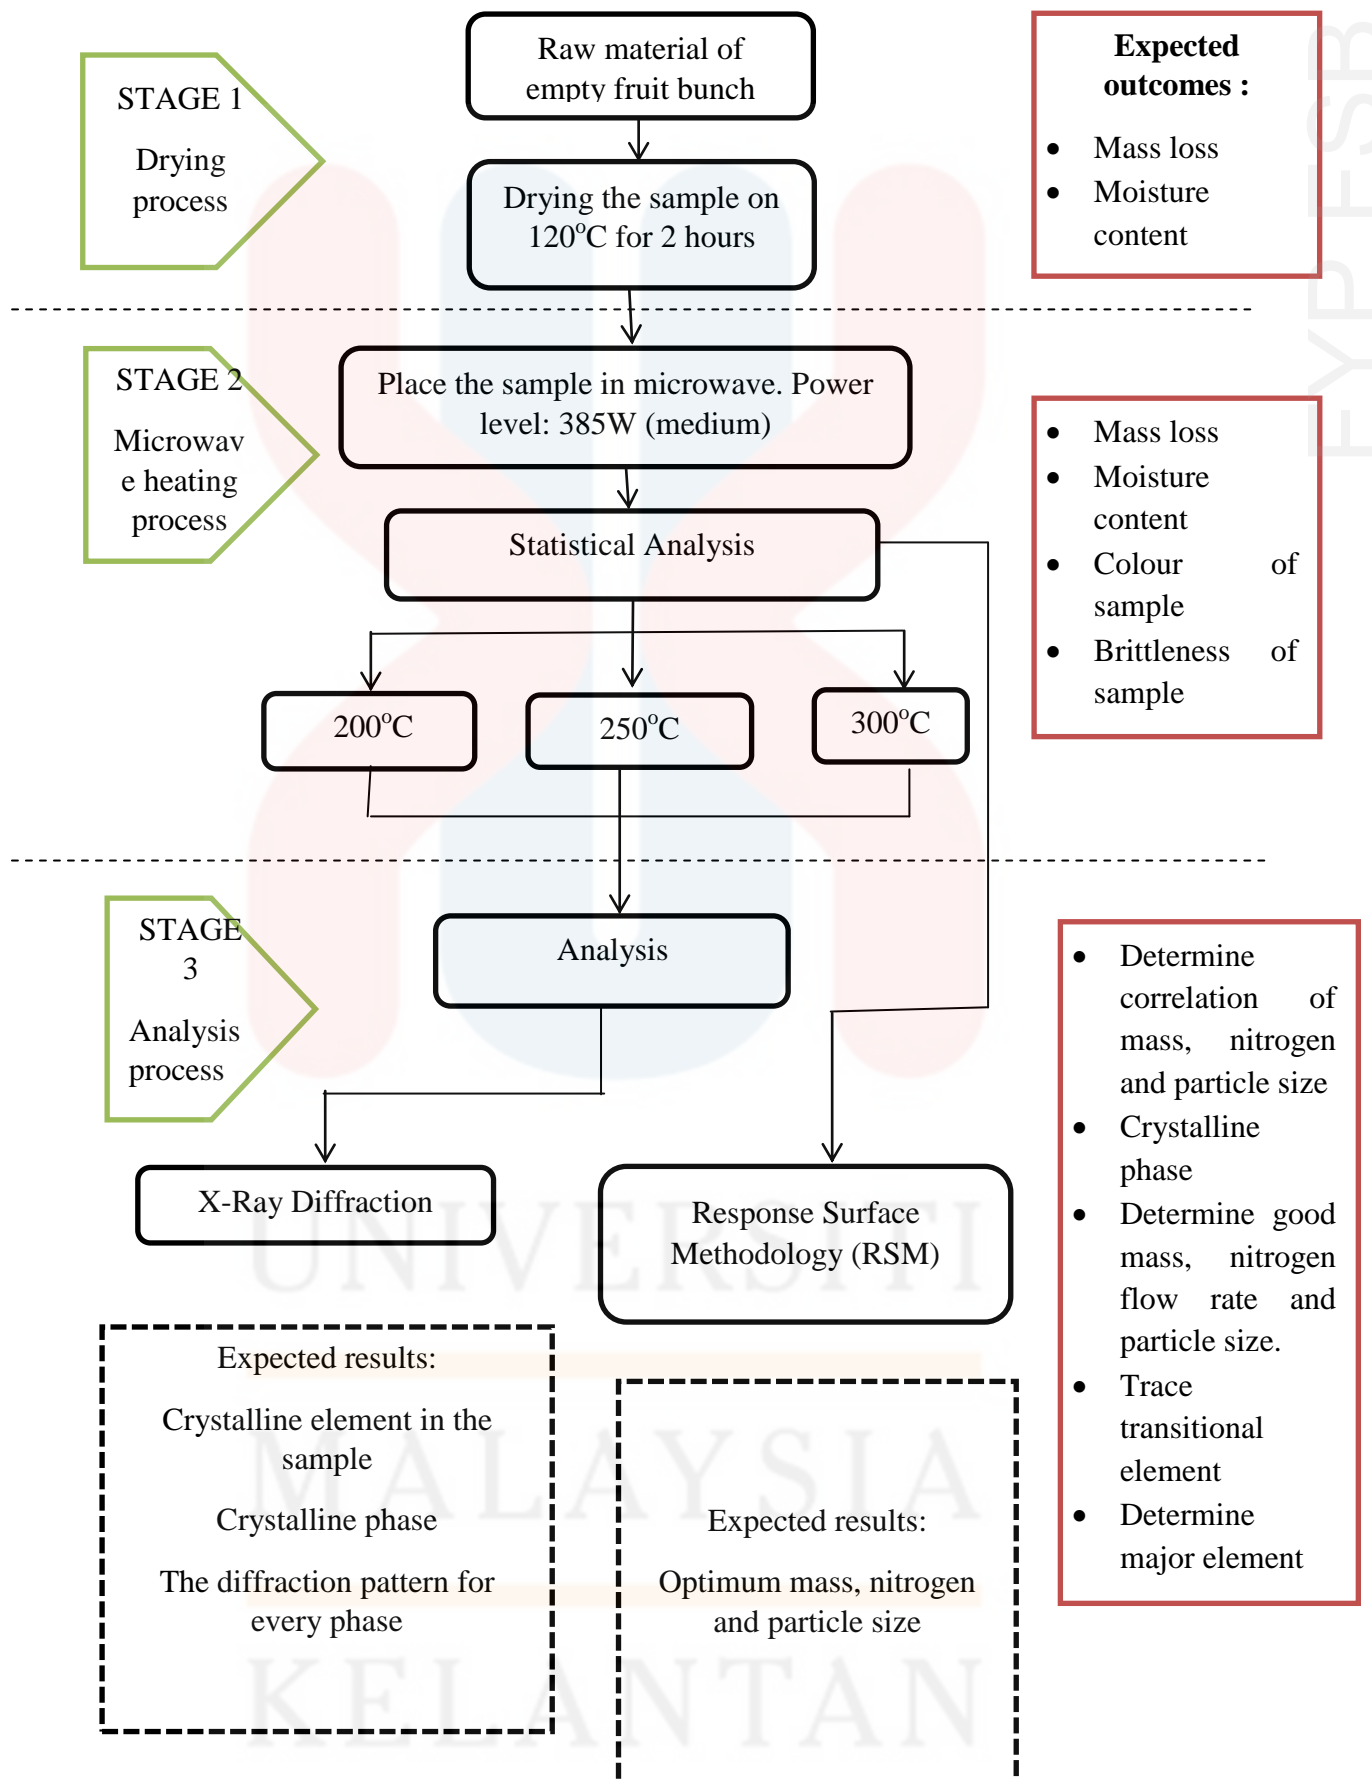 Raw material of
empty fruit bunch
Expected
outcomes :
• Mass loss
• Moisture
content
STAGE 1
Drying
process
Drying the sample on
120°C for 2 hours
STAGE 2
Microwav
e heating
process
Place the sample in microwave. Power
level: 385W (medium)
• Mass loss
• Moisture
content
• Colour of
sample
• Brittleness of
sample
Statistical Analysis
200°C
250°C
300°C
STAGE
3
Analysis
process
Analysis
• Determine
correlation of
mass, nitrogen
and particle size
• Crystalline
phase
• Determine good
mass, nitrogen
flow rate and
particle size.
• Trace
transitional
element
• Determine
major element
X-Ray Diffraction
Response Surface
Methodology (RSM)
Expected results:
Crystalline element in the
sample
Crystalline phase
The diffraction pattern for
every phase
Expected results:
Optimum mass, nitrogen
and particle size
UNIVERSITI
MALAYSIA
KELANTAN
FYP FSB